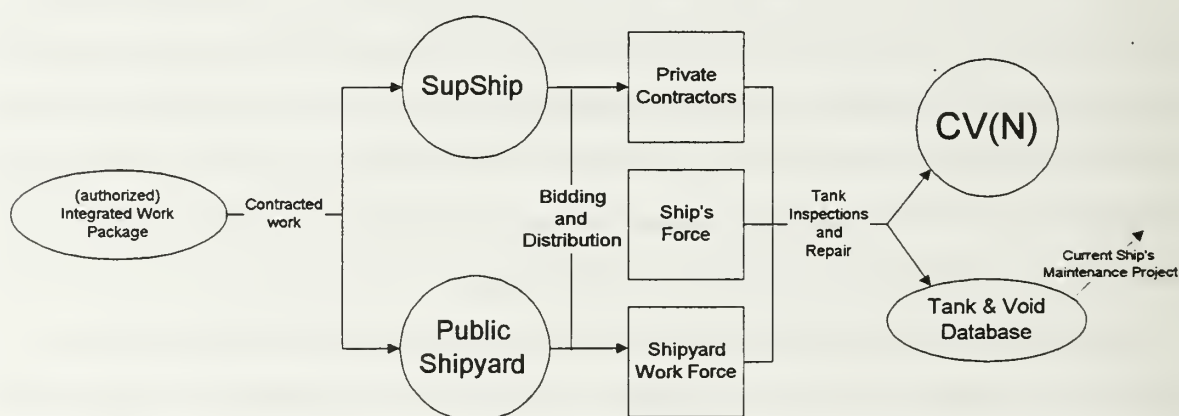 (authorized)
Integrated Work
Package
Contracted
work
SupShip
Public
Shipyard
Bidding
and
Distribution
Private
Contractors
Ship's
Force
Shipyard
Work Force
Tank
Inspections
and
Repair
CV(N)
Tank & Void
Database
Current Ship's
Maintenance Project